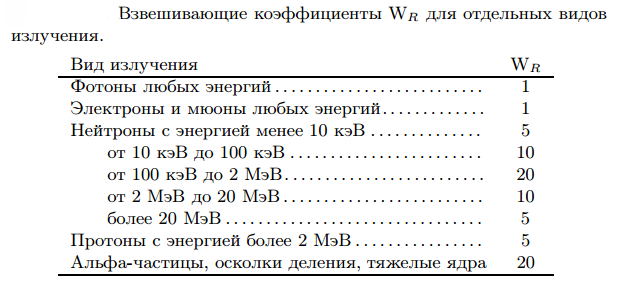 Взвешивающие коэффициенты W_R для отдельных видов
излучения.
Вид излучения W_R
Фотоны любых энергий.......................... 1
Электроны и мюоны любых энергий............. 1
Нейтроны с энергией менее 10 кэВ .............. 5
от 10 кэВ до 100 кэВ ........................ 10
от 100 кэВ до 2 МэВ......................... 20
от 2 МэВ до 20 МэВ......................... 10
более 20 МэВ................................ 5
Протоны с энергией более 2 МэВ................ 5
Альфа-частицы, осколки деления, тяжелые ядра 20